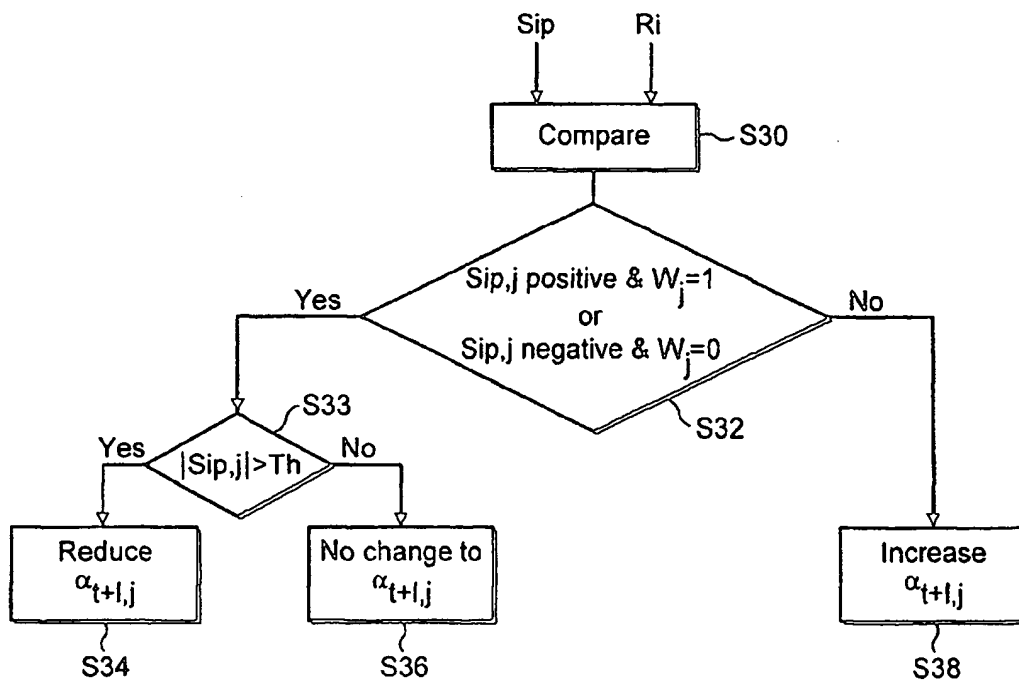 Sip
Ri
Compare
S30
Sip,j positive & Wj=1
or
Sip,j negative & Wj=0
Yes
No
S32
S33
Yes
|Sip,j|>Th
No
Reduce
αt+l,j
No change to
αt+l,j
Increase
αt+l,j
S34
S36
S38